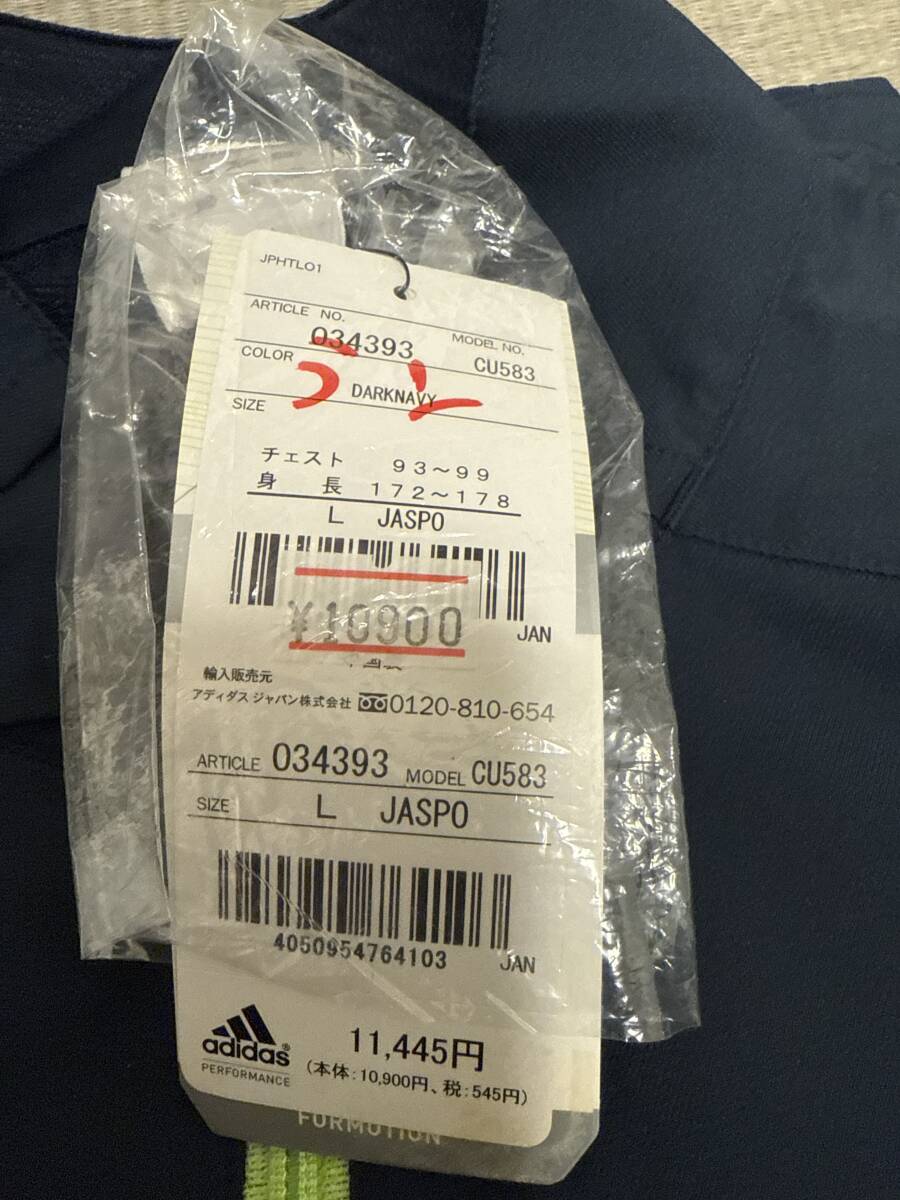 JPHTL01
ARTICLE NO.
MODEL NO.
034393
CU583
COLOR
DARKNAVY
SIZE
チェスト 93～99
身 長 172～178
L JASPO
¥10900
JAN
輸入販売元
アディダス ジャパン株式会社 0120-810-654
ARTICLE 034393 MODEL CU583
SIZE L JASPO
4050954764103 JAN
adidas®
PERFORMANCE
11,445円
(本体:10,900円、税:545円)
FORMOTION